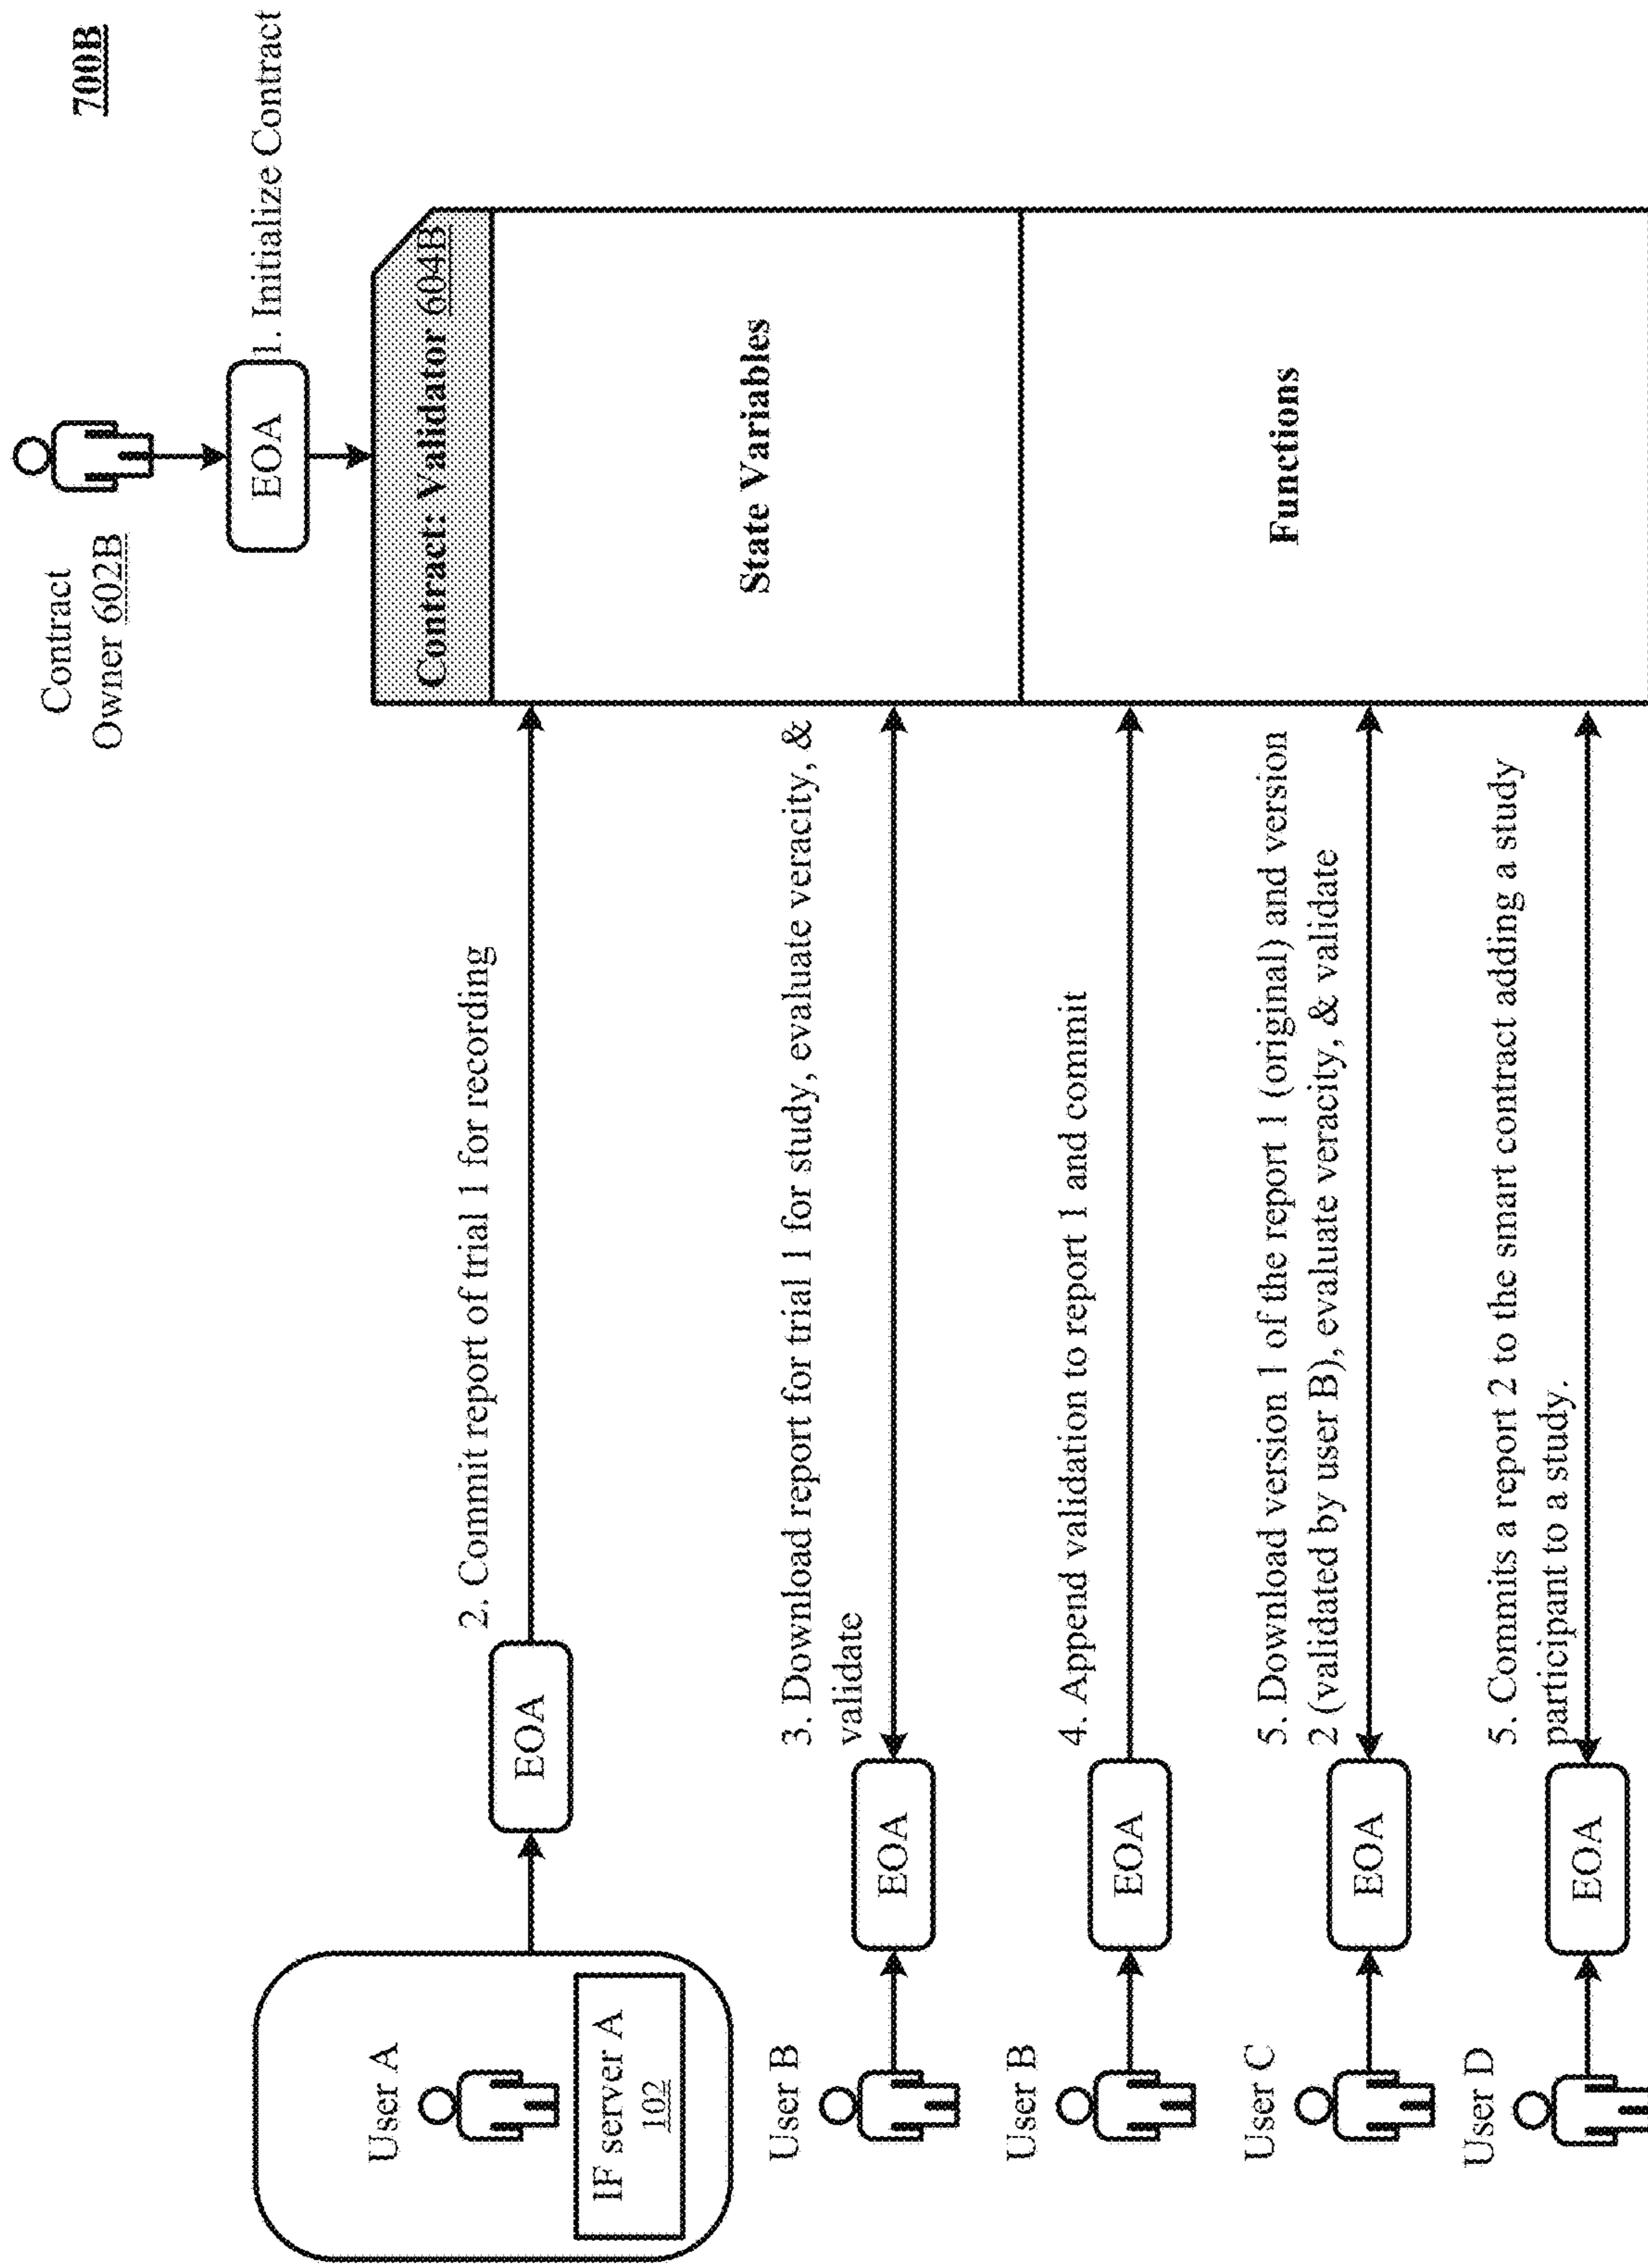 700B
Contract
Owner 602B
EOA
1. Initialize Contract
Contract: Validator 604B
State Variables
Functions
User A
IF server A
102
EOA
2. Commit report of trial 1 for recording
User B
EOA
3. Download report for trial 1 for study, evaluate veracity, &
validate
User B
EOA
4. Append validation to report 1 and commit
User C
EOA
5. Download version 1 of the report 1 (original) and version
2 (validated by user B), evaluate veracity, & validate
User D
EOA
5. Commits a report 2 to the smart contract adding a study
participant to a study.